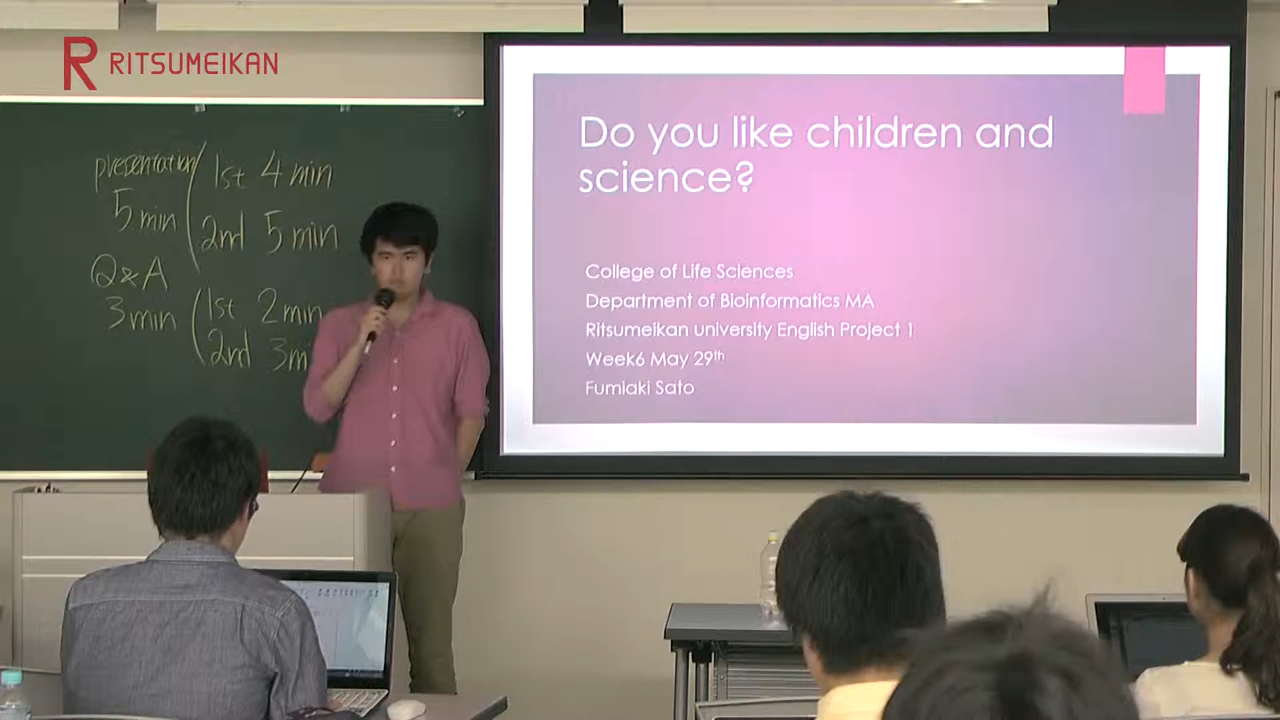 RITSUMEIKAN
presentation 1st 4 min
5 min 2nd 5 min
Q&A
3 min 1st 2 min
2nd 3mi
Do you like children and
science?
College of Life Sciences
Department of Bioinformatics MA
Ritsumeikan university English Project 1
Week6 May 29th
Fumiaki Sato